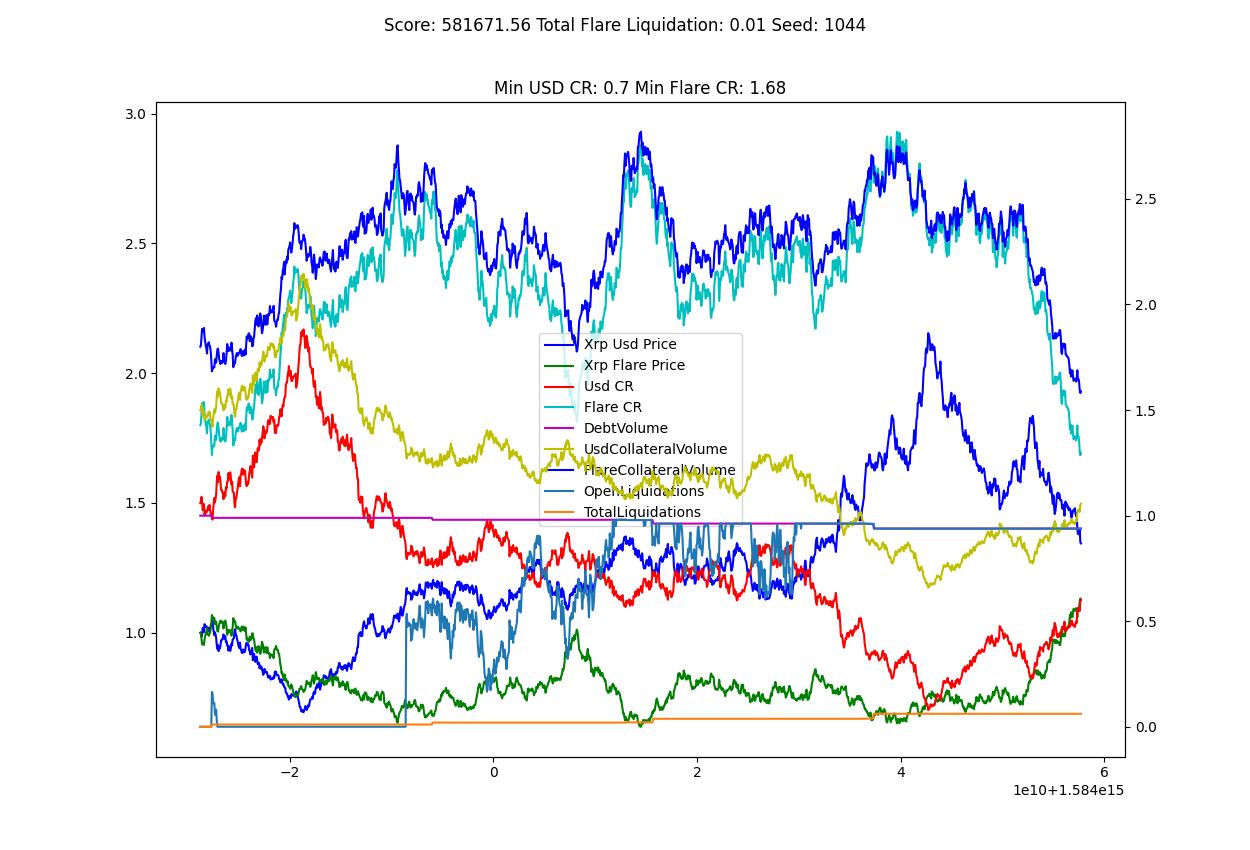 Score: 581671.56 Total Flare Liquidation: 0.01 Seed: 1044
Min USD CR: 0.7 Min Flare CR: 1.68
3.0
2.5
2.0
1.5
1.0
2.5
2.0
1.5
1.0
0.5
0.0
Xrp Usd Price
Xrp Flare Price
Usd CR
Flare CR
DebtVolume
UsdCollateralVolume
FlareCollateralVolume
OpenLiquidations
TotalLiquidations
−2 0 2 4 6
1e10+1.584e15